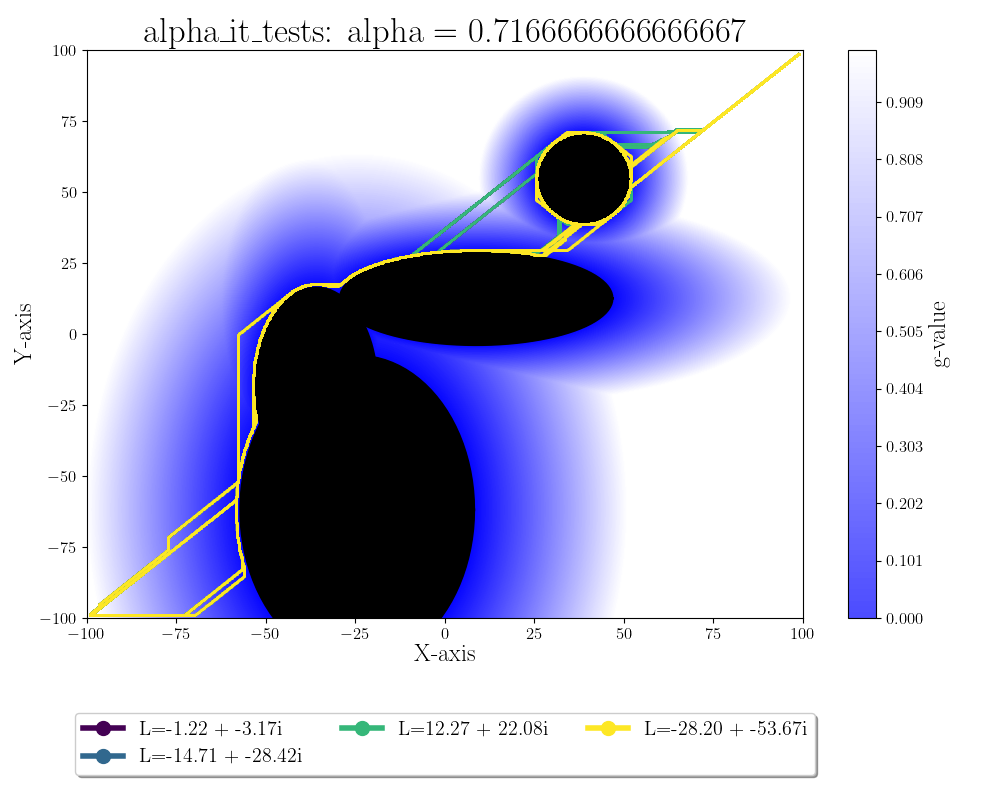 alpha_it_tests: alpha = 0.7166666666666667
100
75
50
25
0
−25
−50
−75
−100
Y-axis
−100 −75 −50 −25 0 25 50 75 100
X-axis
0.909
0.808
0.707
0.606
0.505
0.404
0.303
0.202
0.101
0.000
g-value
L=-1.22 + -3.17i L=12.27 + 22.08i L=-28.20 + -53.67i
L=-14.71 + -28.42i